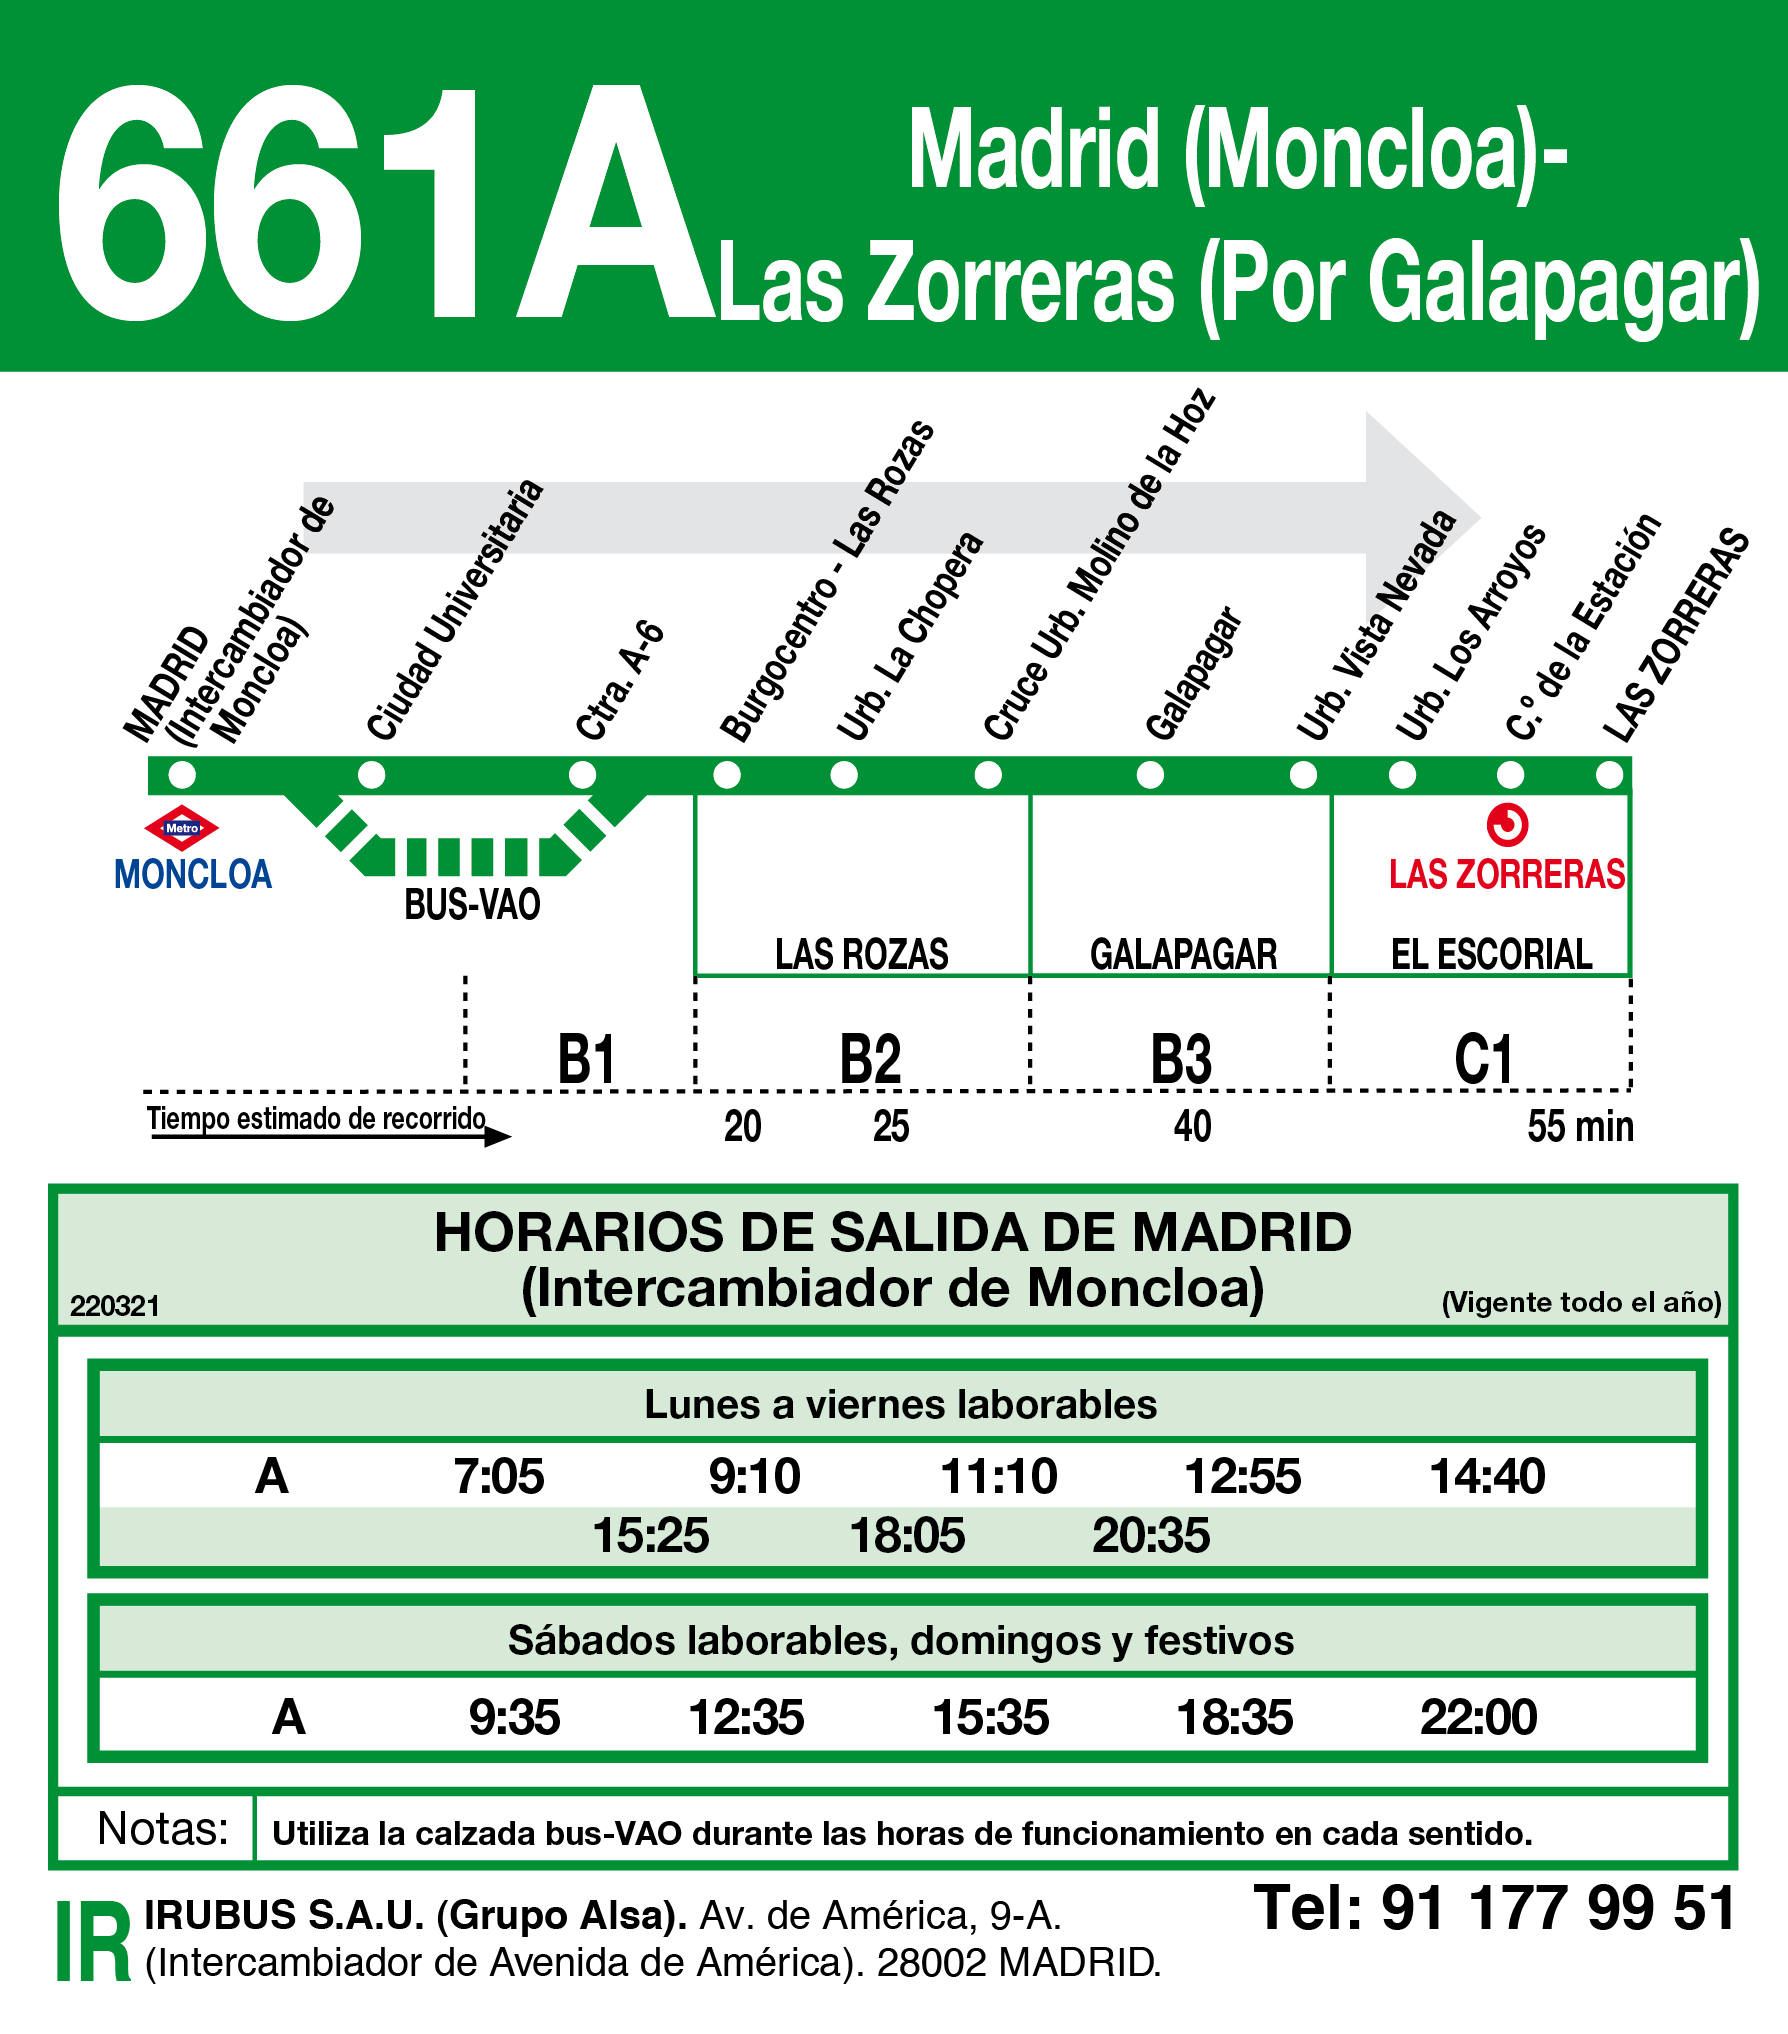 661A
Madrid (Moncloa)-
Las Zorreras (Por Galapagar)
MADRID
(Intercambiador de
Moncloa)
Ciudad Universitaria
Ctra. A-6
Burgocentro - Las Rozas
Urb. La Chopera
Cruce Urb. Molino de la Hoz
Galapagar
Urb. Vista Nevada
Urb. Los Arroyos
C.º de la Estación
LAS ZORRERAS
Metro
MONCLOA
BUS-VAO
LAS ZORRERAS
LAS ROZAS
GALAPAGAR
EL ESCORIAL
B1
B2
B3
C1
Tiempo estimado de recorrido
20
25
40
55 min
HORARIOS DE SALIDA DE MADRID
(Intercambiador de Moncloa)
220321
(Vigente todo el año)
Lunes a viernes laborables
A 7:05 9:10 11:10 12:55 14:40
15:25 18:05 20:35
Sábados laborables, domingos y festivos
A 9:35 12:35 15:35 18:35 22:00
Notas:
Utiliza la calzada bus-VAO durante las horas de funcionamiento en cada sentido.
IR
IRUBUS S.A.U. (Grupo Alsa). Av. de América, 9-A.
(Intercambiador de Avenida de América). 28002 MADRID.
Tel: 91 177 99 51